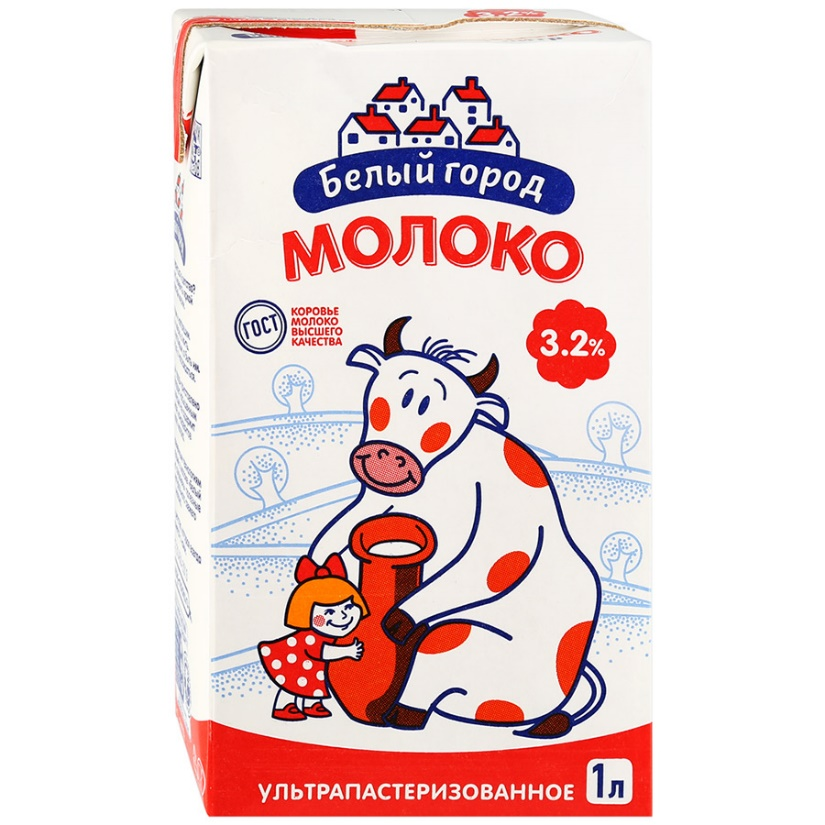 Белый город
МОЛОКО
ГОСТ
КОРОВЬЕ
МОЛОКО
ВЫСШЕГО
КАЧЕСТВА
3.2%
УЛЬТРАПАСТЕРИЗОВАННОЕ
1л